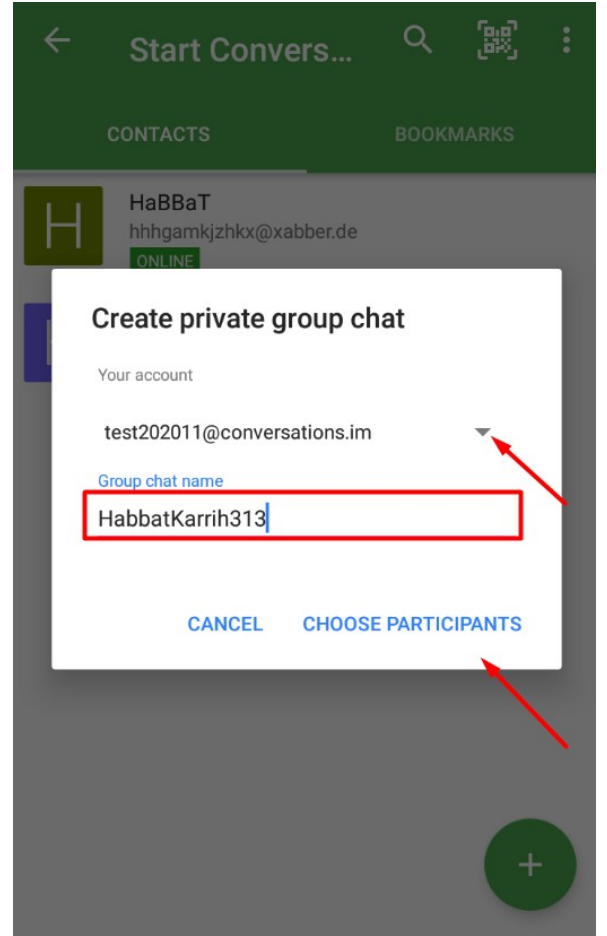 Start Convers...
CONTACTS
BOOKMARKS
H
HaBBaT
hhhgamkjzhkx@xabber.de
ONLINE
Create private group chat
Your account
test202011@conversations.im
Group chat name
HabbatKarrih313
CANCEL
CHOOSE PARTICIPANTS